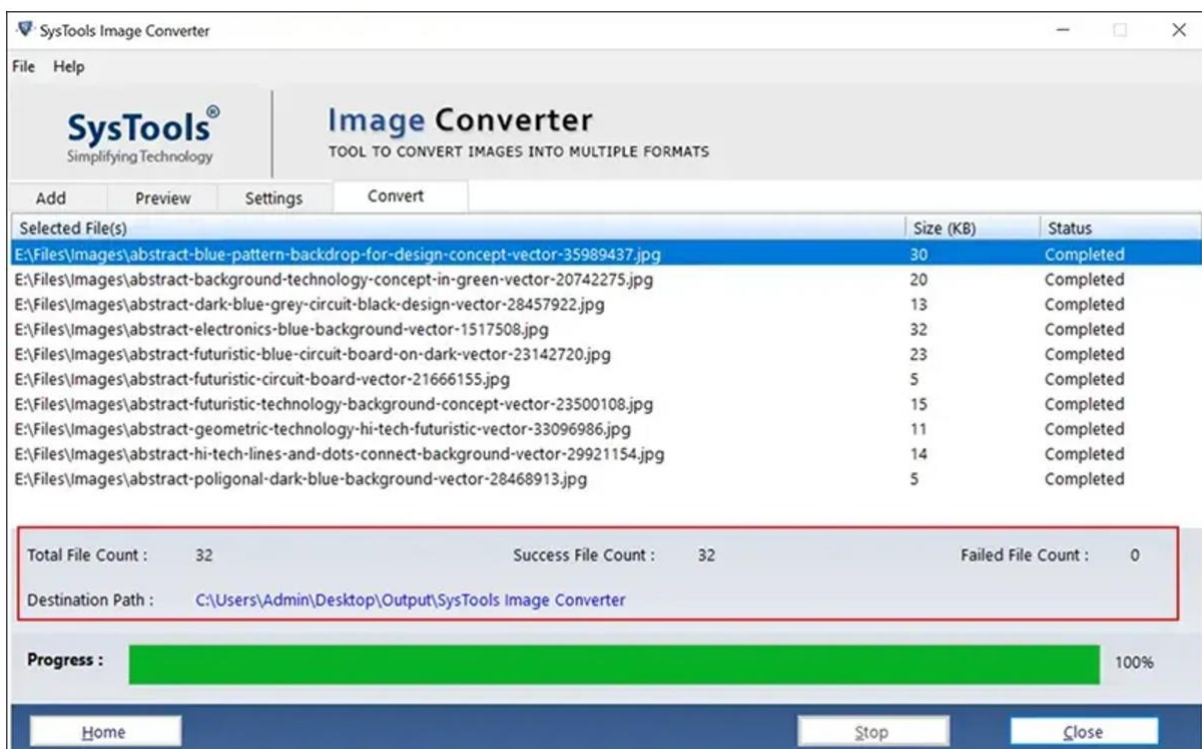 SysTools Image Converter
File Help
SysTools®
Simplifying Technology
Image Converter
TOOL TO CONVERT IMAGES INTO MULTIPLE FORMATS
Add Preview Settings Convert
Selected File(s) Size (KB) Status
E:\Files\Images\abstract-blue-pattern-backdrop-for-design-concept-vector-35989437.jpg 30 Completed
E:\Files\Images\abstract-background-technology-concept-in-green-vector-20742275.jpg 20 Completed
E:\Files\Images\abstract-dark-blue-grey-circuit-black-design-vector-28457922.jpg 13 Completed
E:\Files\Images\abstract-electronics-blue-background-vector-1517508.jpg 32 Completed
E:\Files\Images\abstract-futuristic-blue-circuit-board-on-dark-vector-23142720.jpg 23 Completed
E:\Files\Images\abstract-futuristic-circuit-board-vector-21666155.jpg 5 Completed
E:\Files\Images\abstract-futuristic-technology-background-concept-vector-23500108.jpg 15 Completed
E:\Files\Images\abstract-geometric-technology-hi-tech-futuristic-vector-33096986.jpg 11 Completed
E:\Files\Images\abstract-hi-tech-lines-and-dots-connect-background-vector-29921154.jpg 14 Completed
E:\Files\Images\abstract-poligonal-dark-blue-background-vector-28468913.jpg 5 Completed
Total File Count : 32 Success File Count : 32 Failed File Count : 0
Destination Path : C:\Users\Admin\Desktop\Output\SysTools Image Converter
Progress : 100%
Home Stop Close